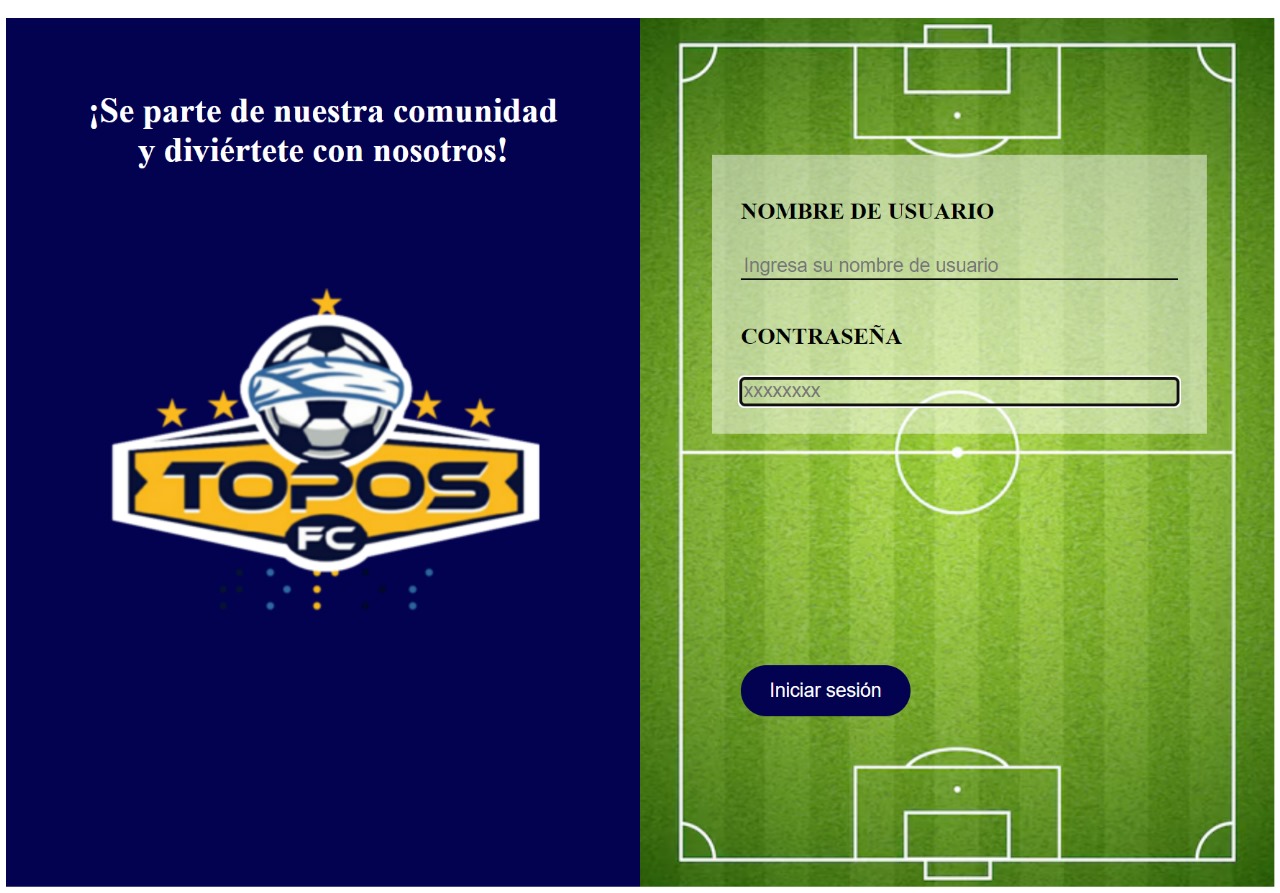 ¡Se parte de nuestra comunidad
y diviértete con nosotros!
TOPOS
FC
NOMBRE DE USUARIO
Ingresa su nombre de usuario
CONTRASEÑA
xxxxxxxx
Iniciar sesión